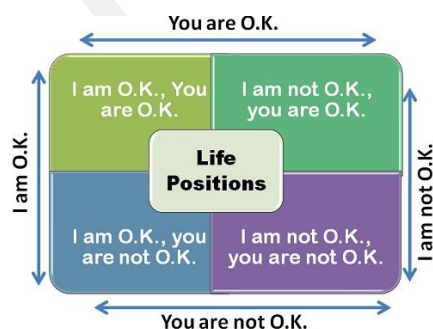 You are O.K.
I am O.K., You
are O.K.
I am not O.K.,
you are O.K.
I am O.K.
Life
Positions
I am not O.K.
I am O.K., you
are not O.K.
I am not O.K.,
you are not O.K.
You are not O.K.